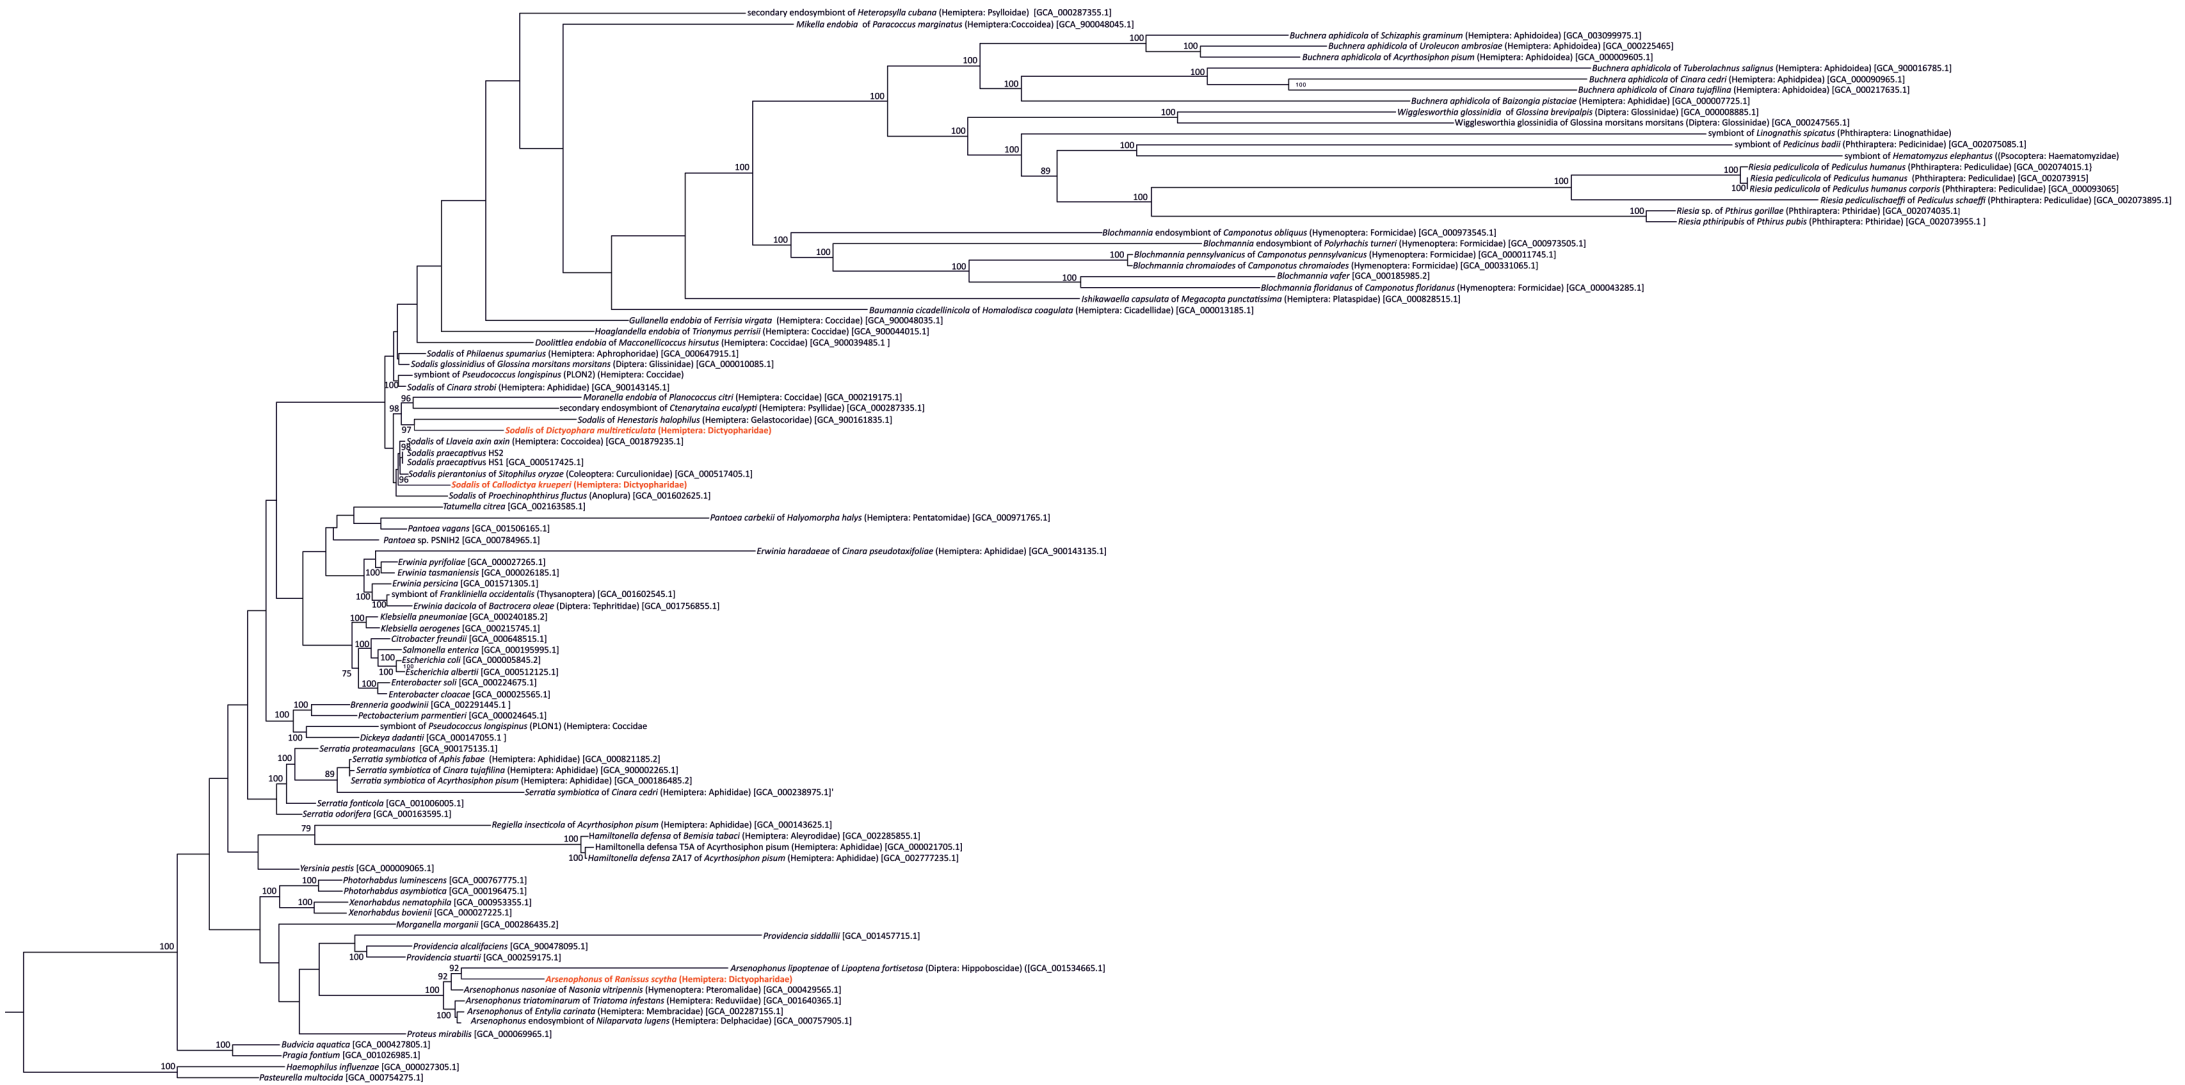 secondary endosymbiont of Heteropsylla cubana (Hemiptera: Psylloidae) [GCA_000287355.1]
Mikella endobia of Paracoccus marginatus (Hemiptera:Coccoidea) [GCA_900048045.1]
100 Buchnera aphidicola of Schizaphis graminum (Hemiptera: Aphidoidea) [GCA_003099975.1]
100 Buchnera aphidicola of Uroleucon ambrosiae (Hemiptera: Aphidoidea) [GCA_000225465]
100 Buchnera aphidicola of Acyrthosiphon pisum (Hemiptera: Aphidoidea) [GCA_000009605.1]
100 Buchnera aphidicola of Tuberolachnus salignus (Hemiptera: Aphidoidea) [GCA_900016785.1]
Buchnera aphidicola of Cinara cedri (Hemiptera: Aphidpidea) [GCA_000090965.1]
100 100 Buchnera aphidicola of Cinara tujafilina (Hemiptera: Aphidoidea) [GCA_000217635.1]
100 Buchnera aphidicola of Baizongia pistaciae (Hemiptera: Aphididae) [GCA_000007725.1]
100 Wigglesworthia glossinidia of Glossina brevipalpis (Diptera: Glossinidae) [GCA_000008885.1]
Wigglesworthia glossinidia of Glossina morsitans morsitans (Diptera: Glossinidae) [GCA_000247565.1]
100 symbiont of Linognathis spicatus (Phthiraptera: Linognathidae)
100 100 symbiont of Pedicinus badii (Phthiraptera: Pedicinidae) [GCA_002075085.1]
symbiont of Hematomyzus elephantus ((Psocoptera: Haematomyzidae)
100 89 100 Riesia pediculicola of Pediculus humanus (Phthiraptera: Pediculidae) [GCA_002074015.1}
100 Riesia pediculicola of Pediculus humanus (Phthiraptera: Pediculidae) [GCA_002073915]
100 Riesia pediculicola of Pediculus humanus corporis (Phthiraptera: Pediculidae) [GCA_000093065]
100 Riesia pediculischaeffi of Pediculus schaeffi (Phthiraptera: Pediculidae) [GCA_002073895.1]
100 Riesia sp. of Pthirus gorillae (Phthiraptera: Pthiridae) [GCA_002074035.1]
Riesia pthiripubis of Pthirus pubis (Phthiraptera: Pthiridae) [GCA_002073955.1 ]
100 Blochmannia endosymbiont of Camponotus obliquus (Hymenoptera: Formicidae) [GCA_000973545.1]
100 Blochmannia endosymbiont of Polyrhachis turneri (Hymenoptera: Formicidae) [GCA_000973505.1]
100 Blochmannia pennsylvanicus of Camponotus pennsylvanicus (Hymenoptera: Formicidae) [GCA_000011745.1]
100 Blochmannia chromaiodes of Camponotus chromaiodes (Hymenoptera: Formicidae) [GCA_000331065.1]
100 Blochmannia vafer [GCA_000185985.2]
Blochmannia floridanus of Camponotus floridanus (Hymenoptera: Formicidae) [GCA_000043285.1]
Ishikawaella capsulata of Megacopta punctatissima (Hemiptera: Plataspidae) [GCA_000828515.1]
Baumannia cicadellinicola of Homalodisca coagulata (Hemiptera: Cicadellidae) [GCA_000013185.1]
Gullanella endobia of Ferrisia virgata (Hemiptera: Coccidae) [GCA_900048035.1]
Hoaglandella endobia of Trionymus perrisii (Hemiptera: Coccidae) [GCA_900044015.1]
Doolittlea endobia of Macconellicoccus hirsutus (Hemiptera: Coccidae) [GCA_900039485.1 ]
Sodalis of Philaenus spumarius (Hemiptera: Aphrophoridae) [GCA_000647915.1]
Sodalis glossinidius of Glossina morsitans morsitans (Diptera: Glissinidae) [GCA_000010085.1]
symbiont of Pseudococcus longispinus (PLON2) (Hemiptera: Coccidae)
100 Sodalis of Cinara strobi (Hemiptera: Aphididae) [GCA_900143145.1]
96 Moranella endobia of Planococcus citri (Hemiptera: Coccidae) [GCA_000219175.1]
98 secondary endosymbiont of Ctenarytaina eucalypti (Hemiptera: Psyllidae) [GCA_000287335.1]
Sodalis of Henestaris halophilus (Hemiptera: Gelastocoridae) [GCA_900161835.1]
97 Sodalis of Dictyophara multireticulata (Hemiptera: Dictyopharidae)
Sodalis of Llaveia axin axin (Hemiptera: Coccoidea) [GCA_001879235.1]
98 Sodalis praecaptivus HS2
Sodalis praecaptivus HS1 [GCA_000517425.1]
Sodalis pierantonius of Sitophilus oryzae (Coleoptera: Curculionidae) [GCA_000517405.1]
96 Sodalis of Callodictya krueperi (Hemiptera: Dictyopharidae)
Sodalis of Proechinophthirus fluctus (Anoplura) [GCA_001602625.1]
Tatumella citrea [GCA_002163585.1]
Pantoea carbekii of Halyomorpha halys (Hemiptera: Pentatomidae) [GCA_000971765.1]
Pantoea vagans [GCA_001506165.1]
Pantoea sp. PSNIH2 [GCA_000784965.1]
Erwinia haradaeae of Cinara pseudotaxifoliae (Hemiptera: Aphididae) [GCA_900143135.1]
Erwinia pyrifoliae [GCA_000027265.1]
100 Erwinia tasmaniensis [GCA_000026185.1]
Erwinia persicina [GCA_001571305.1]
100 symbiont of Frankliniella occidentalis (Thysanoptera) [GCA_001602545.1]
100 Erwinia dacicola of Bactrocera oleae (Diptera: Tephritidae) [GCA_001756855.1]
100 Klebsiella pneumoniae [GCA_000240185.2]
Klebsiella aerogenes [GCA_000215745.1]
100 Citrobacter freundii [GCA_000648515.1]
Salmonella enterica [GCA_000195995.1]
100 Escherichia coli [GCA_000005845.2]
75 100 100 Escherichia albertii [GCA_000512125.1]
100 Enterobacter soli [GCA_000224675.1]
Enterobacter cloacae [GCA_000025565.1]
100 Brenneria goodwinii [GCA_002291445.1 ]
100 Pectobacterium parmentieri [GCA_000024645.1]
symbiont of Pseudococcus longispinus (PLON1) (Hemiptera: Coccidae
100 Dickeya dadantii [GCA_000147055.1 ]
Serratia proteamaculans [GCA_900175135.1]
100 Serratia symbiotica of Aphis fabae (Hemiptera: Aphididae) [GCA_000821185.2]
89 Serratia symbiotica of Cinara tujafilina (Hemiptera: Aphididae) [GCA_900002265.1]
100 Serratia symbiotica of Acyrthosiphon pisum (Hemiptera: Aphididae) [GCA_000186485.2]
Serratia symbiotica of Cinara cedri (Hemiptera: Aphididae) [GCA_000238975.1]'
Serratia fonticola [GCA_001006005.1]
Serratia odorifera [GCA_000163595.1]
79 Regiella insecticola of Acyrthosiphon pisum (Hemiptera: Aphididae) [GCA_000143625.1]
100 Hamiltonella defensa of Bemisia tabaci (Hemiptera: Aleyrodidae) [GCA_002285855.1]
Hamiltonella defensa T5A of Acyrthosiphon pisum (Hemiptera: Aphididae) [GCA_000021705.1]
100 Hamiltonella defensa ZA17 of Acyrthosiphon pisum (Hemiptera: Aphididae) [GCA_002777235.1]
Yersinia pestis [GCA_000009065.1]
100 Photorhabdus luminescens [GCA_000767775.1]
100 Photorhabdus asymbiotica [GCA_000196475.1]
100 Xenorhabdus nematophila [GCA_000953355.1]
Xenorhabdus bovienii [GCA_000027225.1]
Morganella morganii [GCA_000286435.2]
Providencia siddallii [GCA_001457715.1]
100 Providencia alcalifaciens [GCA_900478095.1]
100 Providencia stuartii [GCA_000259175.1]
92 Arsenophonus lipoptenae of Lipoptena fortisetosa (Diptera: Hippoboscidae) ([GCA_001534665.1]
92 Arsenophonus of Ranissus scytha (Hemiptera: Dictyopharidae)
100 Arsenophonus nasoniae of Nasonia vitripennis (Hymenoptera: Pteromalidae) [GCA_000429565.1]
Arsenophonus triatominarum of Triatoma infestans (Hemiptera: Reduviidae) [GCA_001640365.1]
100 Arsenophonus of Entylia carinata (Hemiptera: Membracidae) [GCA_002287155.1]
Arsenophonus endosymbiont of Nilaparvata lugens (Hemiptera: Delphacidae) [GCA_000757905.1]
Proteus mirabilis [GCA_000069965.1]
100 Budvicia aquatica [GCA_000427805.1]
Pragia fontium [GCA_001026985.1]
100 Haemophilus influenzae [GCA_000027305.1]
Pasteurella multocida [GCA_000754275.1]